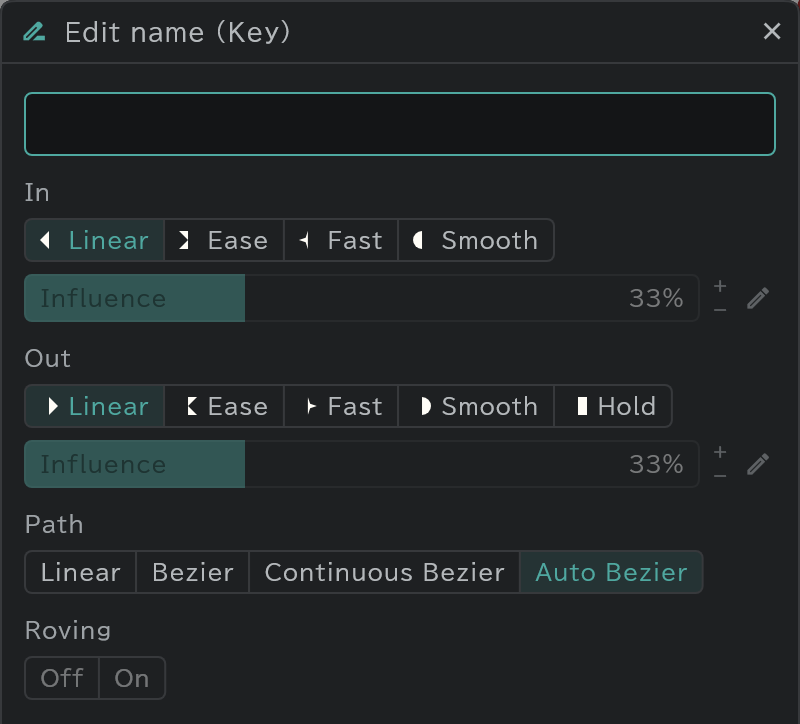 Edit name (Key)
In
Linear Ease Fast Smooth
Influence 33% + −
Out
Linear Ease Fast Smooth Hold
Influence 33% + −
Path
Linear Bezier Continuous Bezier Auto Bezier
Roving
Off On